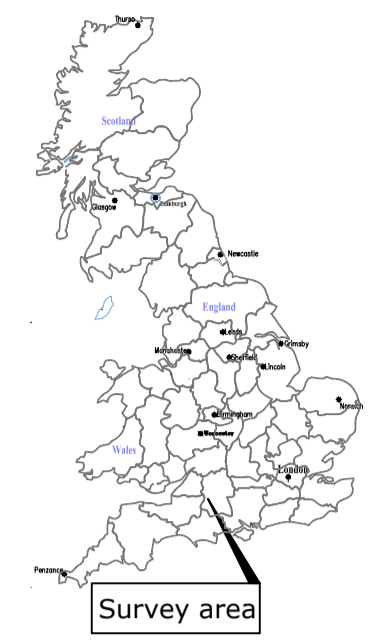 Thurso
Scotland
Edinburgh
Glasgow
Newcastle
England
Leeds
Manchester
Grimsby
Sheffield
Lincoln
Norwich
Birmingham
Worcester
Wales
London
Penzance
Survey area